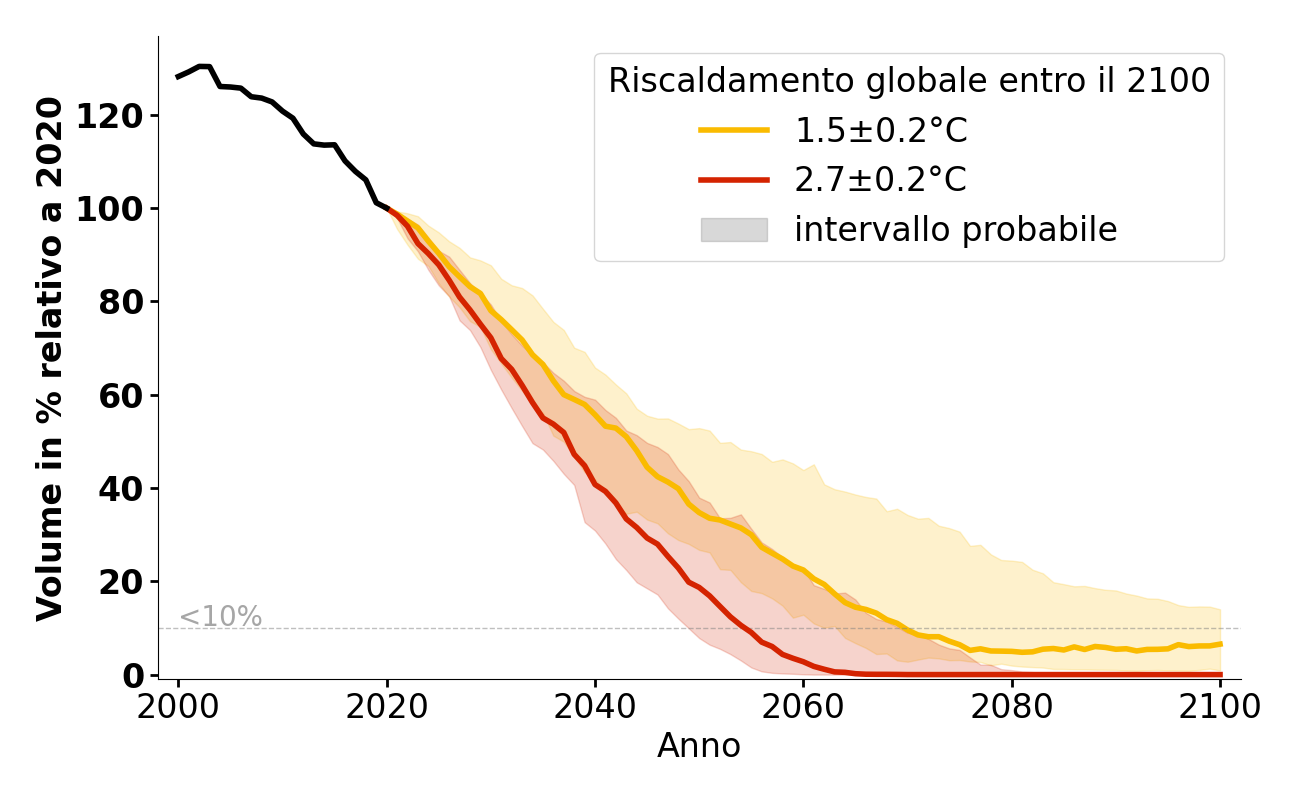 Volume in % relativo a 2020
120
100
80
60
40
20
0
<10%
Riscaldamento globale entro il 2100
1.5±0.2°C
2.7±0.2°C
intervallo probabile
2000 2020 2040 2060 2080 2100
Anno